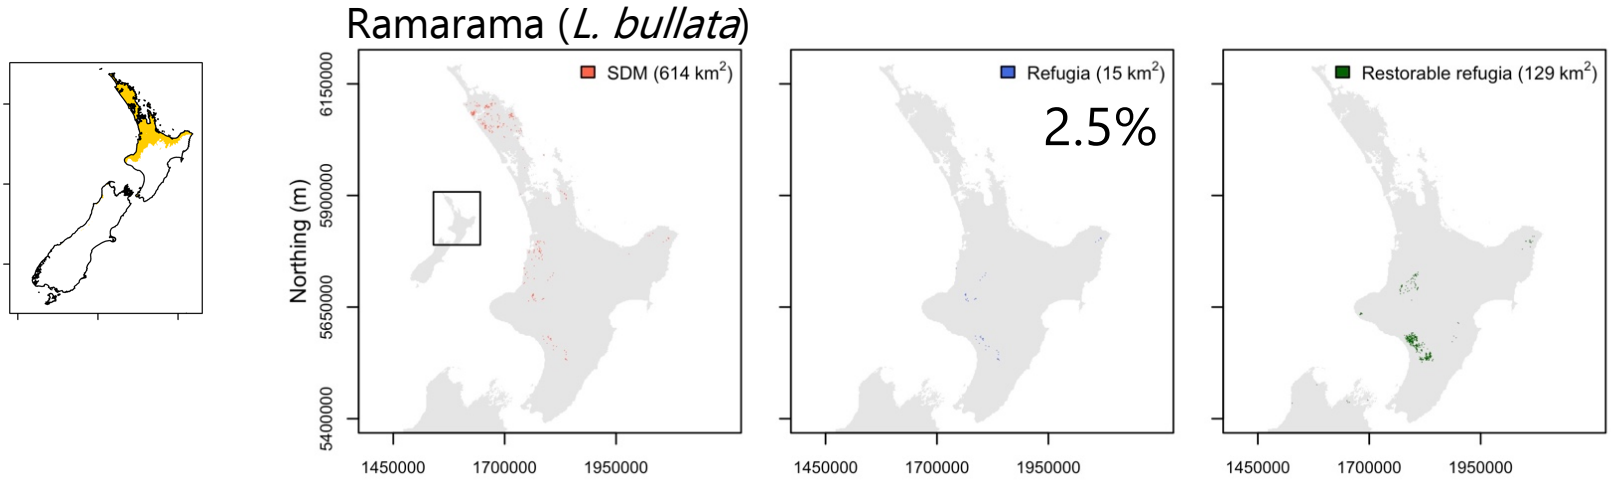 Ramarama (L. bullata)
SDM (614 km²)
Refugia (15 km²)
Restorable refugia (129 km²)
2.5%
Northing (m)
6150000
5900000
5650000
5400000
1450000 1700000 1950000
1450000 1700000 1950000
1450000 1700000 1950000